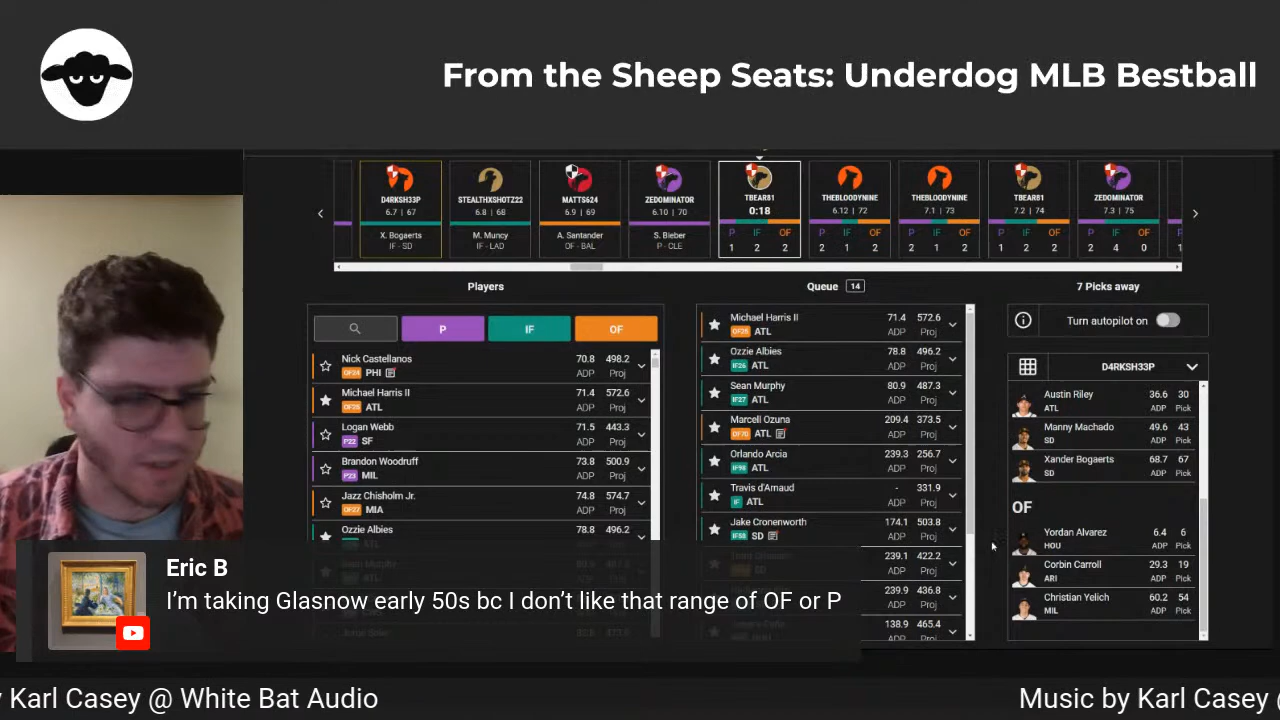 From the Sheep Seats: Underdog MLB Bestball
D4RKSH33P
6.7 | 67
X. Bogaerts
IF - SD
STEALTHXSHOTZ22
6.8 | 68
M. Muncy
IF - LAD
MATTS624
6.9 | 69
A. Santander
OF - BAL
ZEDOMINATOR
6.10 | 70
S. Bieber
P - CLE
TBEAR81
0:18
P IF OF
1 2 2
THEBLOODYNINE
6.12 | 72
P IF OF
2 1 2
THEBLOODYNINE
7.1 | 73
P IF OF
2 1 2
TBEAR81
7.2 | 74
P IF OF
1 2 2
ZEDOMINATOR
7.3 | 75
P IF OF
2 4 0
Players
P IF OF
Nick Castellanos 70.8 498.2
OF24 PHI ADP Proj
Michael Harris II 71.4 572.6
OF25 ATL ADP Proj
Logan Webb 71.5 443.3
P22 SF ADP Proj
Brandon Woodruff 73.8 500.9
P23 MIL ADP Proj
Jazz Chisholm Jr. 74.8 574.7
OF27 MIA ADP Proj
Ozzie Albies 78.8 496.2
Queue 14
Michael Harris II 71.4 572.6
OF25 ATL ADP Proj
Ozzie Albies 78.8 496.2
IF26 ATL ADP Proj
Sean Murphy 80.9 487.3
IF27 ATL ADP Proj
Marcell Ozuna 209.4 373.5
OF70 ATL ADP Proj
Orlando Arcia 239.3 256.7
IF98 ATL ADP Proj
Travis d'Arnaud - 331.9
IF ATL ADP Proj
Jake Cronenworth 174.1 503.8
IF58 SD ADP Proj
239.1 422.2
ADP Proj
239.9 436.8
ADP Proj
138.9 465.4
ADP Proj
7 Picks away
Turn autopilot on
D4RKSH33P
Austin Riley 36.6 30
ATL ADP Pick
Manny Machado 49.6 43
SD ADP Pick
Xander Bogaerts 68.7 67
SD ADP Pick
OF
Yordan Alvarez 6.4 6
HOU ADP Pick
Corbin Carroll 29.3 19
ARI ADP Pick
Christian Yelich 60.2 54
MIL ADP Pick
Eric B
I'm taking Glasnow early 50s bc I don't like that range of OF or P
y Karl Casey @ White Bat Audio
Music by Karl Casey @